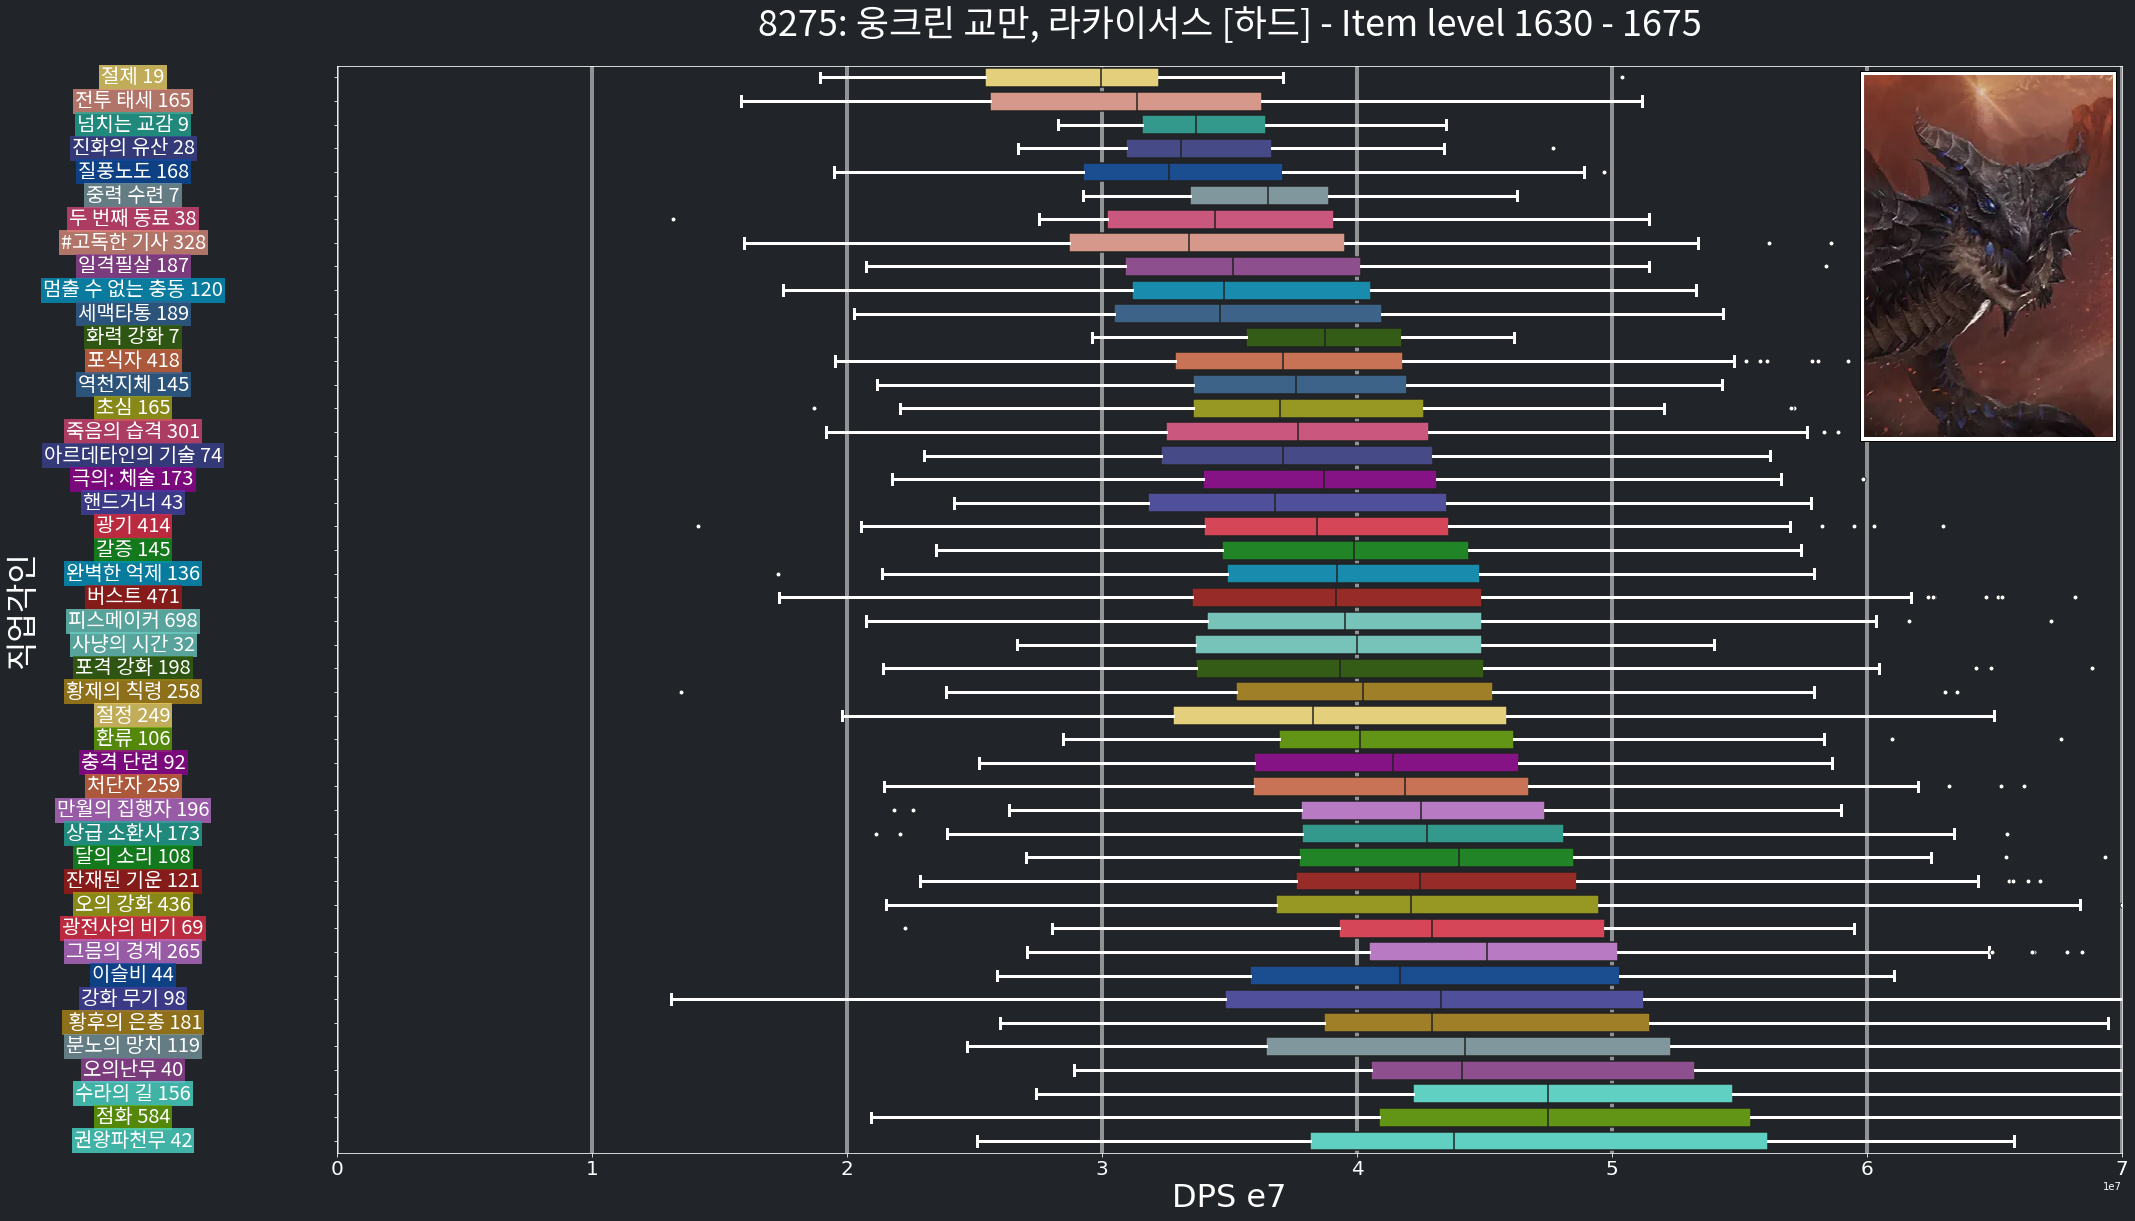 8275: 웅크린 교만, 라카이서스 [하드] - Item level 1630 - 1675
절제 19
전투 태세 165
넘치는 교감 9
진화의 유산 28
질풍노도 168
중력 수련 7
두 번째 동료 38
#고독한 기사 328
일격필살 187
멈출 수 없는 충동 120
세맥타통 189
화력 강화 7
포식자 418
역천지체 145
초심 165
죽음의 습격 301
아르데타인의 기술 74
극의: 체술 173
핸드거너 43
광기 414
갈증 145
완벽한 억제 136
버스트 471
피스메이커 698
사냥의 시간 32
포격 강화 198
황제의 칙령 258
절정 249
환류 106
충격 단련 92
처단자 259
만월의 집행자 196
상급 소환사 173
달의 소리 108
잔재된 기운 121
오의 강화 436
광전사의 비기 69
그믐의 경계 265
이슬비 44
강화 무기 98
황후의 은총 181
분노의 망치 119
오의난무 40
수라의 길 156
점화 584
권왕파천무 42
직업각인
0 1 2 3 4 5 6 7
1e7
DPS e7